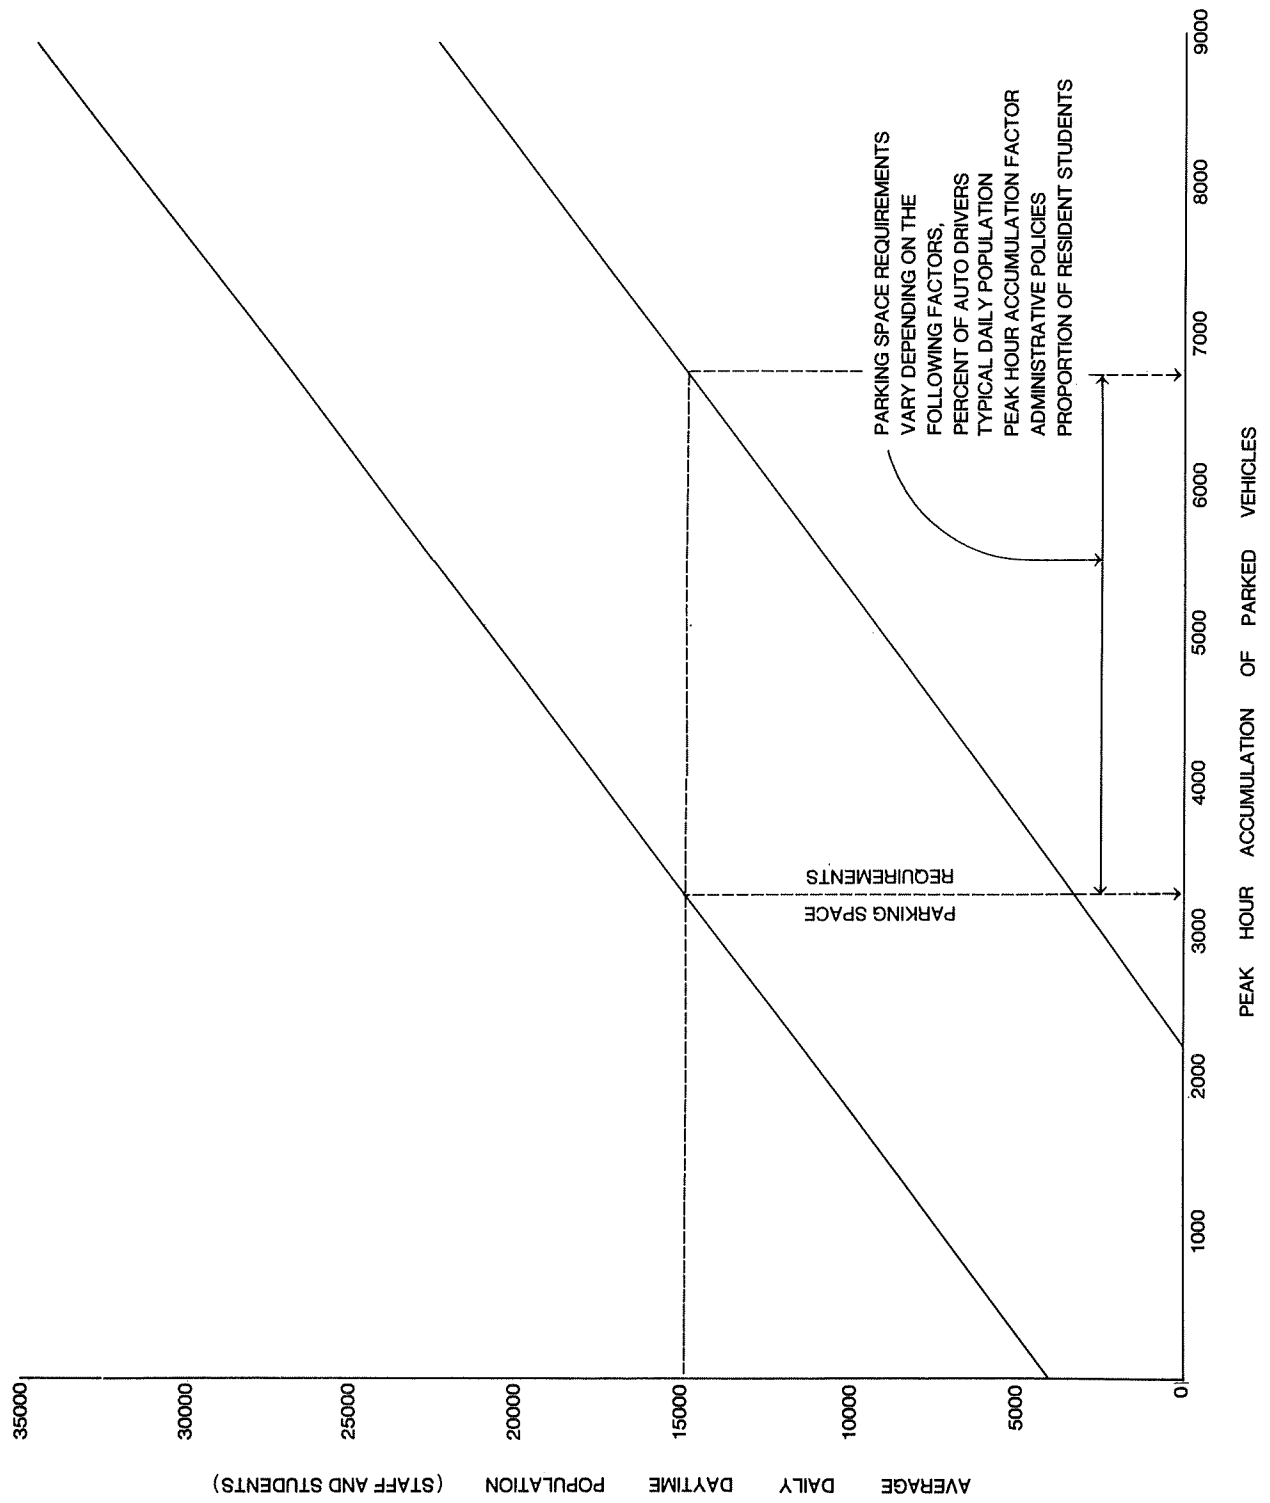 35000
30000
25000
20000
15000
10000
5000
0
AVERAGE DAILY DAYTIME POPULATION (STAFF AND STUDENTS)
PARKING SPACE
REQUIREMENTS
PARKING SPACE REQUIREMENTS
VARY DEPENDING ON THE
FOLLOWING FACTORS,
PERCENT OF AUTO DRIVERS
TYPICAL DAILY POPULATION
PEAK HOUR ACCUMULATION FACTOR
ADMINISTRATIVE POLICIES
PROPORTION OF RESIDENT STUDENTS
1000 2000 3000 4000 5000 6000 7000 8000 9000
PEAK HOUR ACCUMULATION OF PARKED VEHICLES